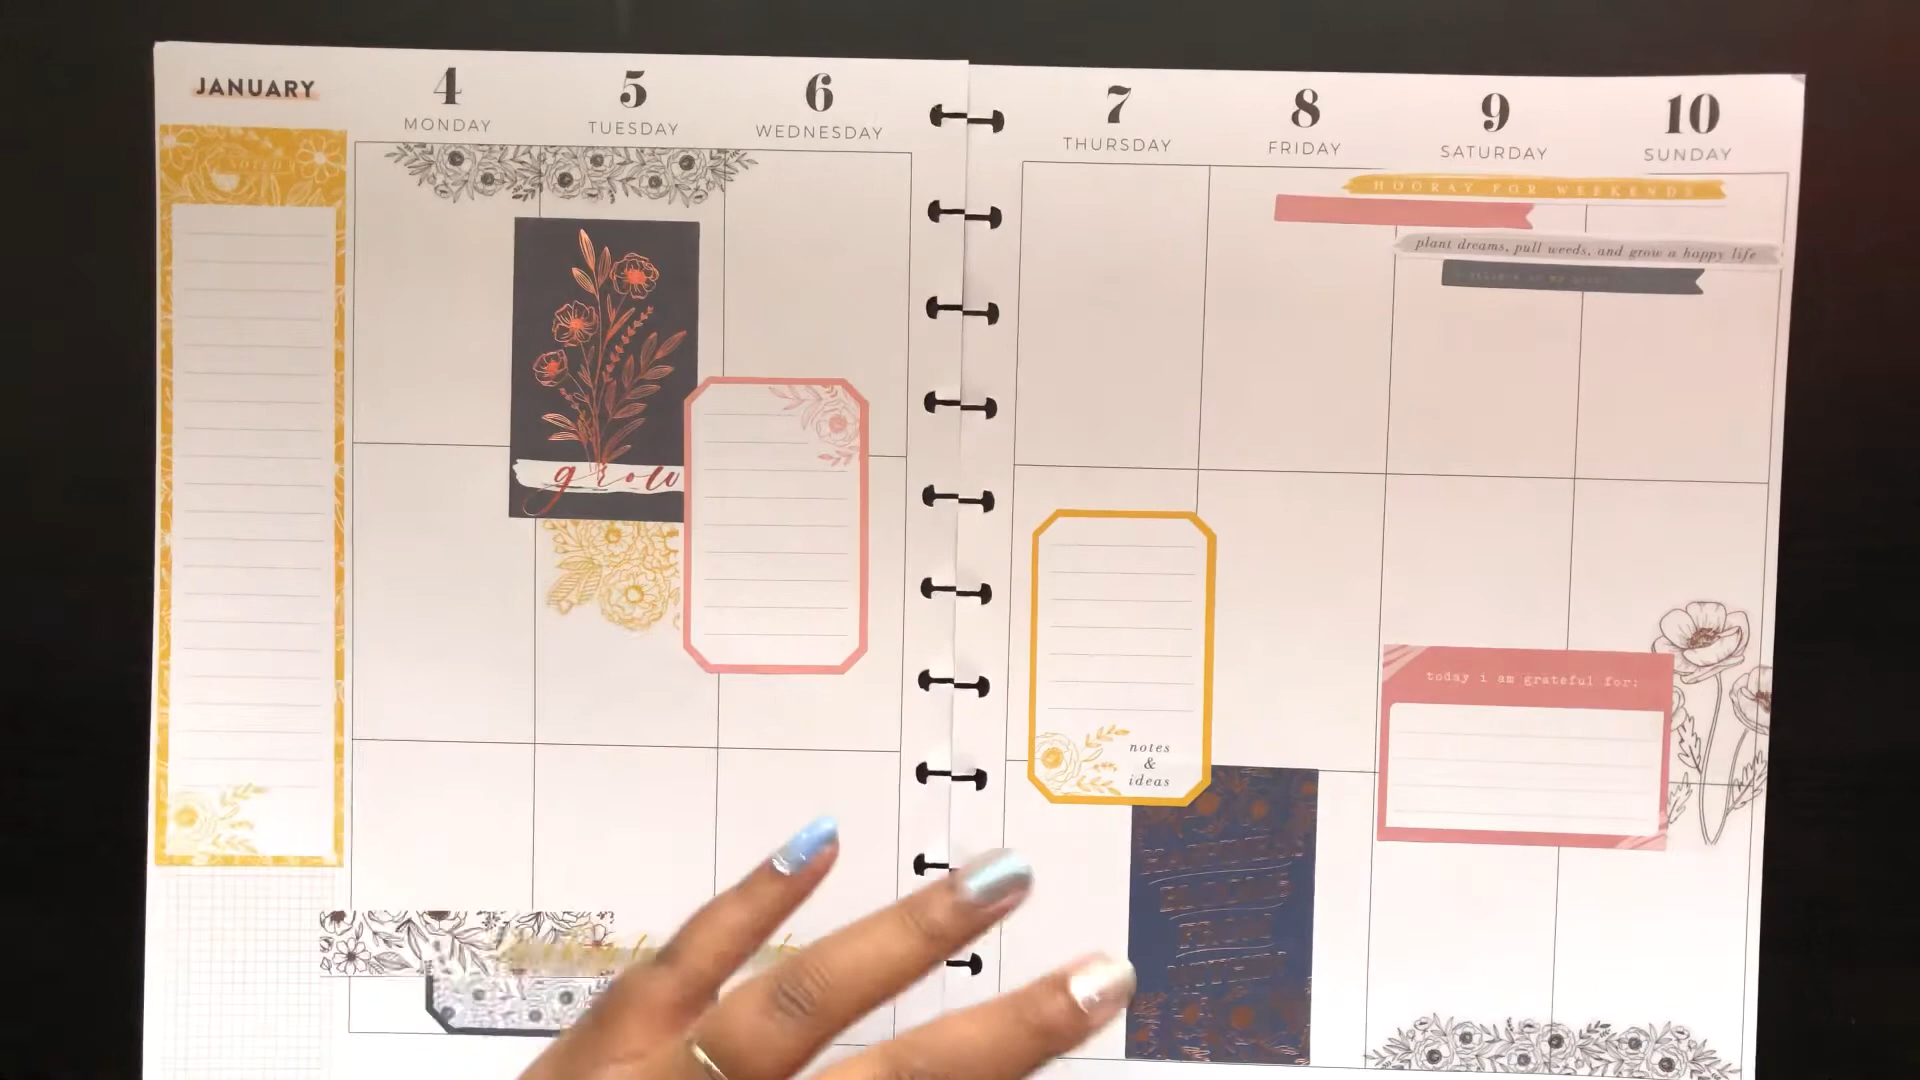 JANUARY
4
MONDAY
5
TUESDAY
6
WEDNESDAY
7
THURSDAY
8
FRIDAY
9
SATURDAY
10
SUNDAY
NOTED
HOORAY FOR WEEKENDS
plant dreams, pull weeds, and grow a happy life
grow
notes
&
ideas
today i am grateful for: